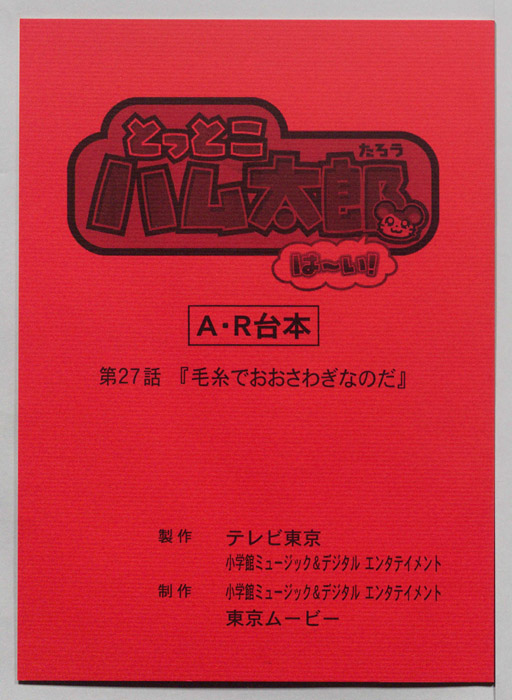 とっとこ
たろう
ハム太郎
は〜い!
A・R台本
第27話 『毛糸でおおさわぎなのだ』
製作 テレビ東京
小学館ミュージック&デジタル エンタテイメント
制作 小学館ミュージック&デジタル エンタテイメント
東京ムービー